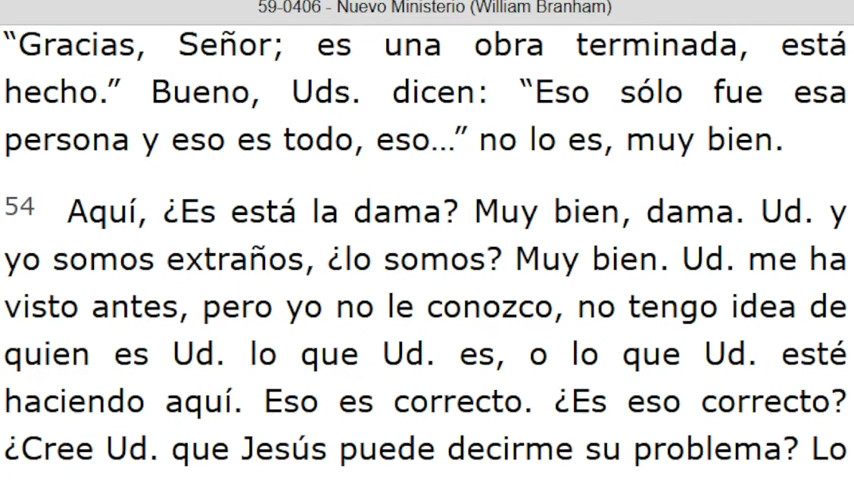 59-0406 - Nuevo Ministerio (William Branham)
“Gracias, Señor; es una obra terminada, está
hecho.” Bueno, Uds. dicen: “Eso sólo fue esa
persona y eso es todo, eso…” no lo es, muy bien.
54 Aquí, ¿Es está la dama? Muy bien, dama. Ud. y
yo somos extraños, ¿lo somos? Muy bien. Ud. me ha
visto antes, pero yo no le conozco, no tengo idea de
quien es Ud. lo que Ud. es, o lo que Ud. esté
haciendo aquí. Eso es correcto. ¿Es eso correcto?
¿Cree Ud. que Jesús puede decirme su problema? Lo